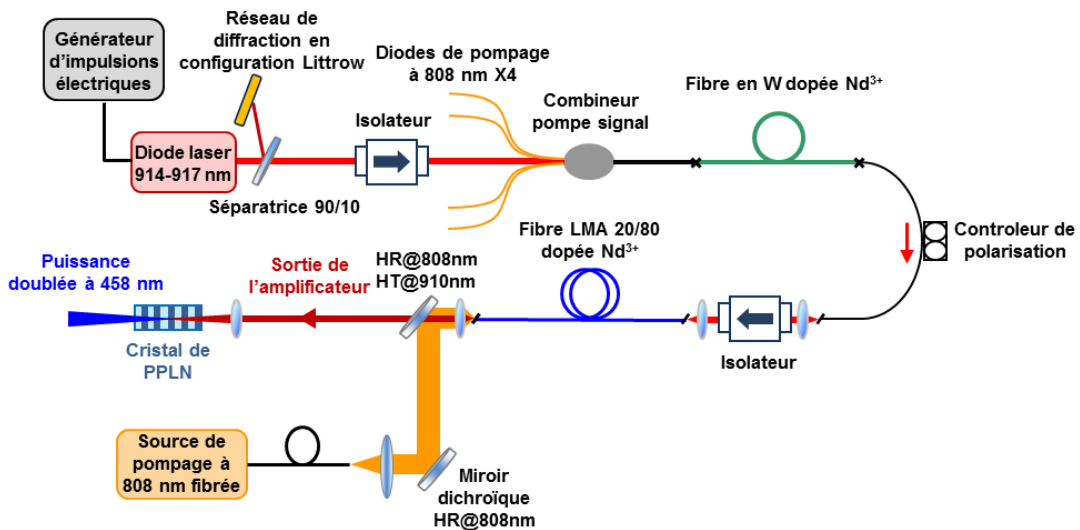 Générateur
d'impulsions
électriques
Réseau de
diffraction en
configuration Littrow
Diodes de pompage
à 808 nm X4
Isolateur
Combineur
pompe signal
Fibre en W dopée Nd³⁺
Diode laser
914-917 nm
Séparatrice 90/10
Fibre LMA 20/80
dopée Nd³⁺
Controleur de
polarisation
Puissance
doublée à 458 nm
Sortie de
l'amplificateur
HR@808nm
HT@910nm
Isolateur
Cristal de
PPLN
Source de
pompage à
808 nm fibrée
Miroir
dichroïque
HR@808nm